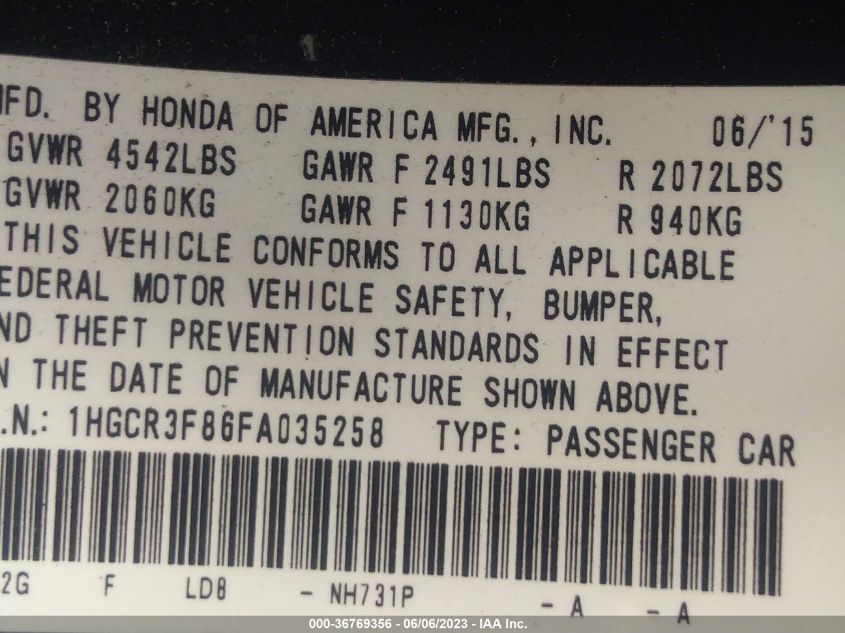 MFD. BY HONDA OF AMERICA MFG., INC. 06/'15
GVWR 4542LBS GAWR F 2491LBS R 2072LBS
GVWR 2060KG GAWR F 1130KG R 940KG
THIS VEHICLE CONFORMS TO ALL APPLICABLE
EDERAL MOTOR VEHICLE SAFETY, BUMPER,
ND THEFT PREVENTION STANDARDS IN EFFECT
N THE DATE OF MANUFACTURE SHOWN ABOVE.
.N.: 1HGCR3F86FA035258 TYPE: PASSENGER CAR
2G F LD8 - NH731P - A - A
000-36769356 - 06/06/2023 - IAA Inc.